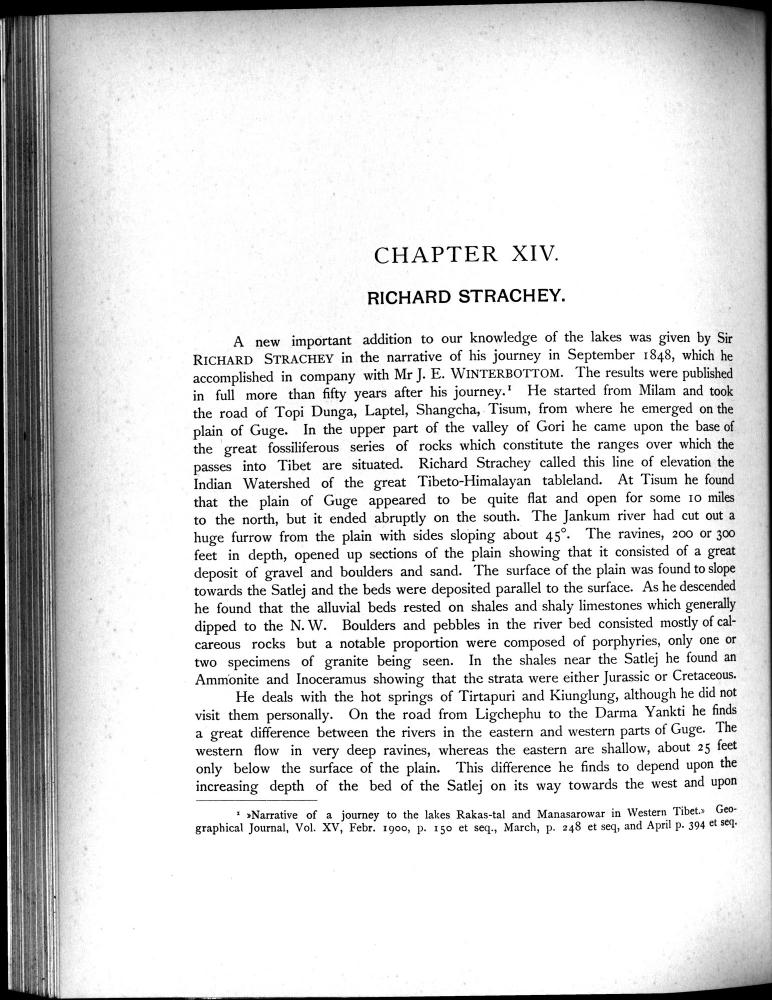 CHAPTER XIV.
RICHARD STRACHEY.
A new important addition to our knowledge of the lakes was given by Sir
RICHARD STRACHEY in the narrative of his journey in September 1848, which he
accomplished in company with Mr J. E. WINTERBOTTOM. The results were published
in full more than fifty years after his journey.¹ He started from Milam and took
the road of Topi Dunga, Laptel, Shangcha, Tisum, from where he emerged on the
plain of Guge. In the upper part of the valley of Gori he came upon the base of
the great fossiliferous series of rocks which constitute the ranges over which the
passes into Tibet are situated. Richard Strachey called this line of elevation the
Indian Watershed of the great Tibeto-Himalayan tableland. At Tisum he found
that the plain of Guge appeared to be quite flat and open for some 10 miles
to the north, but it ended abruptly on the south. The Jankum river had cut out a
huge furrow from the plain with sides sloping about 45°. The ravines, 200 or 300
feet in depth, opened up sections of the plain showing that it consisted of a great
deposit of gravel and boulders and sand. The surface of the plain was found to slope
towards the Satlej and the beds were deposited parallel to the surface. As he descended
he found that the alluvial beds rested on shales and shaly limestones which generally
dipped to the N. W. Boulders and pebbles in the river bed consisted mostly of cal-
careous rocks but a notable proportion were composed of porphyries, only one or
two specimens of granite being seen. In the shales near the Satlej he found an
Ammonite and Inoceramus showing that the strata were either Jurassic or Cretaceous.
He deals with the hot springs of Tirtapuri and Kiunglung, although he did not
visit them personally. On the road from Ligchephu to the Darma Yankti he finds
a great difference between the rivers in the eastern and western parts of Guge. The
western flow in very deep ravines, whereas the eastern are shallow, about 25 feet
only below the surface of the plain. This difference he finds to depend upon the
increasing depth of the bed of the Satlej on its way towards the west and upon
¹ »Narrative of a journey to the lakes Rakas-tal and Manasarowar in Western Tibet.» Geo-
graphical Journal, Vol. XV, Febr. 1900, p. 150 et seq., March, p. 248 et seq, and April p. 394 et seq.